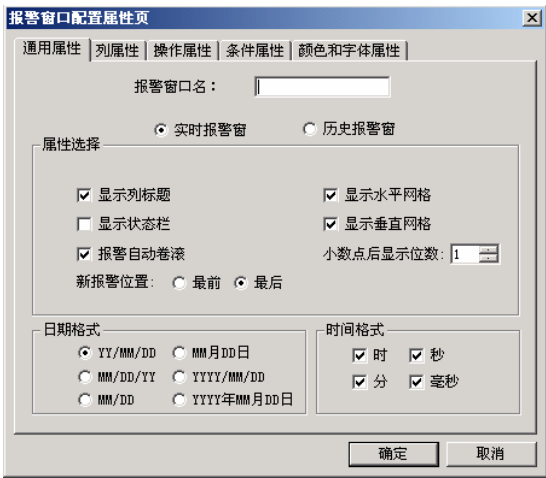 报警窗口配置属性页
通用属性 列属性 操作属性 条件属性 颜色和字体属性
报警窗口名：
实时报警窗 历史报警窗
属性选择
显示列标题 显示水平网格
显示状态栏 显示垂直网格
报警自动卷滚 小数点后显示位数: 1
新报警位置: 最前 最后
日期格式 时间格式
YY/MM/DD MM月DD日 时 秒
MM/DD/YY YYYY/MM/DD 分 毫秒
MM/DD YYYY年MM月DD日
确定 取消